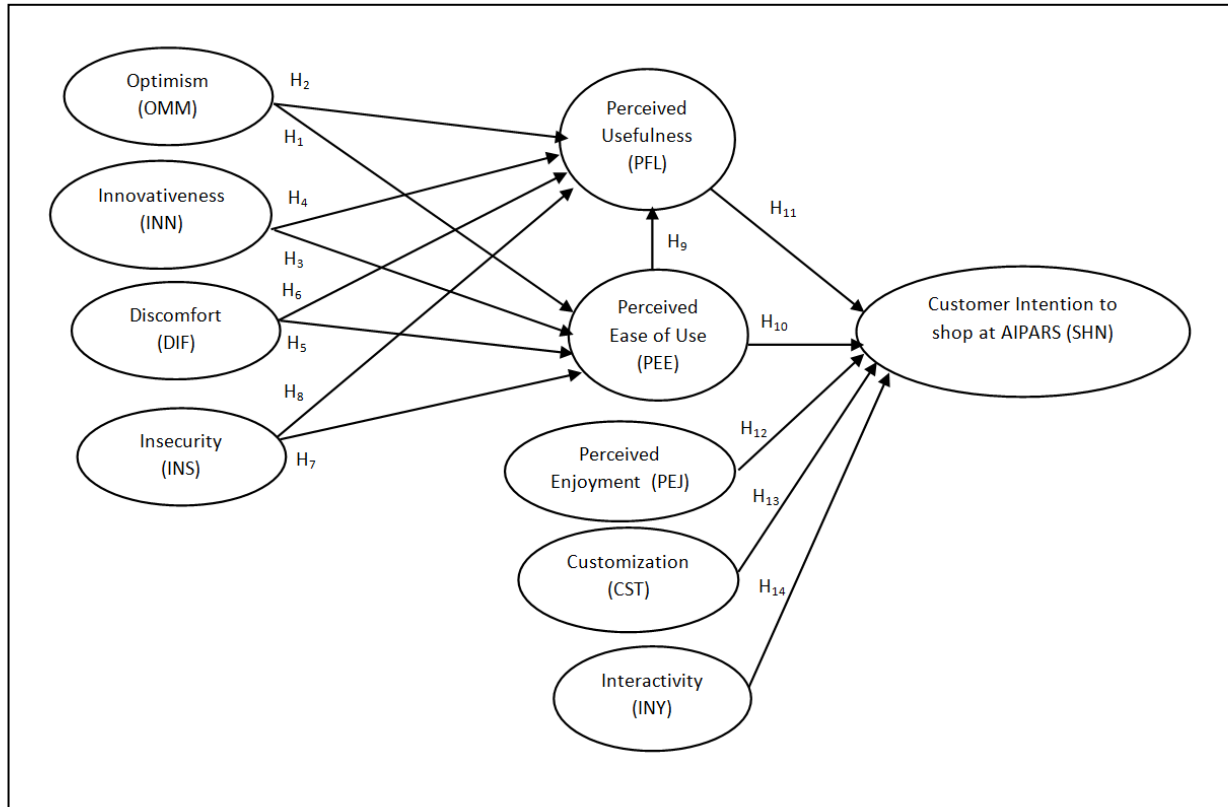 Optimism
(OMM)
H2
H1
Perceived
Usefulness
(PFL)
Innovativeness
(INN)
H4
H3
H11
H9
Discomfort
(DIF)
H6
H5
Perceived
Ease of Use
(PEE)
H10
Customer Intention to
shop at AIPARS (SHN)
Insecurity
(INS)
H8
H7
Perceived
Enjoyment (PEJ)
H12
Customization
(CST)
H13
Interactivity
(INY)
H14